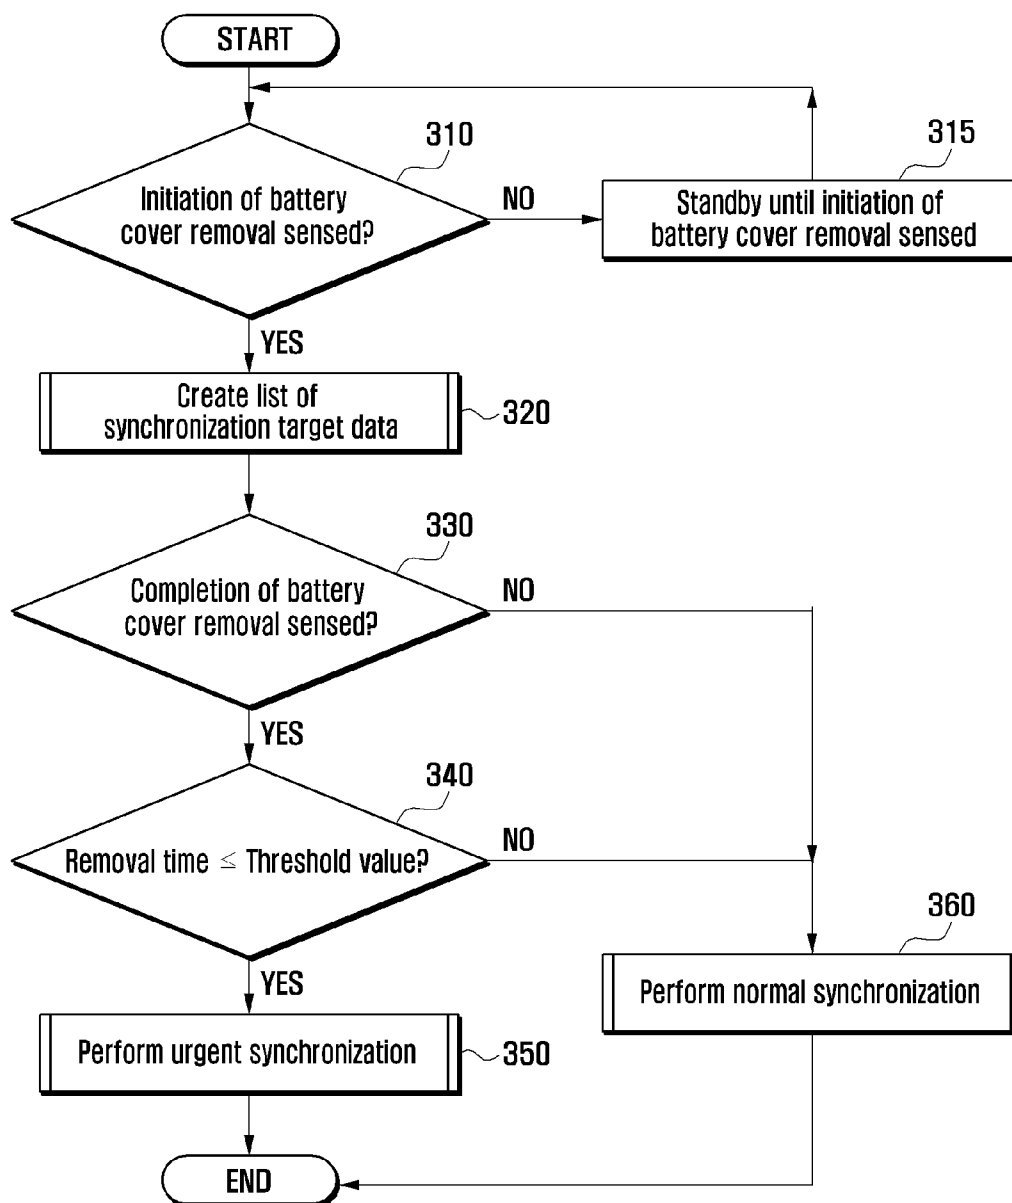 START
310
Initiation of battery
cover removal sensed?
NO
315
Standby until initiation of
battery cover removal sensed
YES
Create list of
synchronization target data
320
330
Completion of battery
cover removal sensed?
NO
YES
340
Removal time ≤ Threshold value?
NO
360
Perform normal synchronization
YES
Perform urgent synchronization
350
END